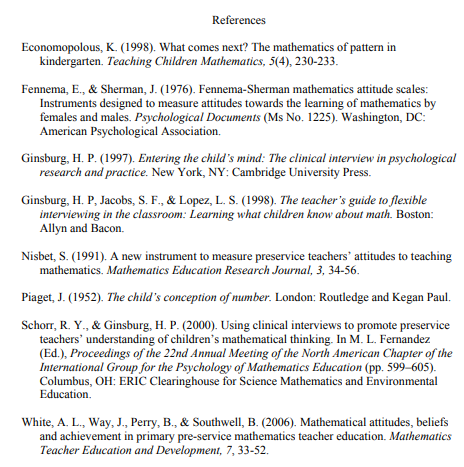 References
Economopolous, K. (1998). What comes next? The mathematics of pattern in
kindergarten. Teaching Children Mathematics, 5(4), 230-233.
Fennema, E., & Sherman, J. (1976). Fennema-Sherman mathematics attitude scales:
Instruments designed to measure attitudes towards the learning of mathematics by
females and males. Psychological Documents (Ms No. 1225). Washington, DC:
American Psychological Association.
Ginsburg, H. P. (1997). Entering the child's mind: The clinical interview in psychological
research and practice. New York, NY: Cambridge University Press.
Ginsburg, H. P, Jacobs, S. F., & Lopez, L. S. (1998). The teacher's guide to flexible
interviewing in the classroom: Learning what children know about math. Boston:
Allyn and Bacon.
Nisbet, S. (1991). A new instrument to measure preservice teachers' attitudes to teaching
mathematics. Mathematics Education Research Journal, 3, 34-56.
Piaget, J. (1952). The child's conception of number. London: Routledge and Kegan Paul.
Schorr, R. Y., & Ginsburg, H. P. (2000). Using clinical interviews to promote preservice
teachers' understanding of children's mathematical thinking. In M. L. Fernandez
(Ed.), Proceedings of the 22nd Annual Meeting of the North American Chapter of the
International Group for the Psychology of Mathematics Education (pp. 599–605).
Columbus, OH: ERIC Clearinghouse for Science Mathematics and Environmental
Education.
White, A. L., Way, J., Perry, B., & Southwell, B. (2006). Mathematical attitudes, beliefs
and achievement in primary pre-service mathematics teacher education. Mathematics
Teacher Education and Development, 7, 33-52.